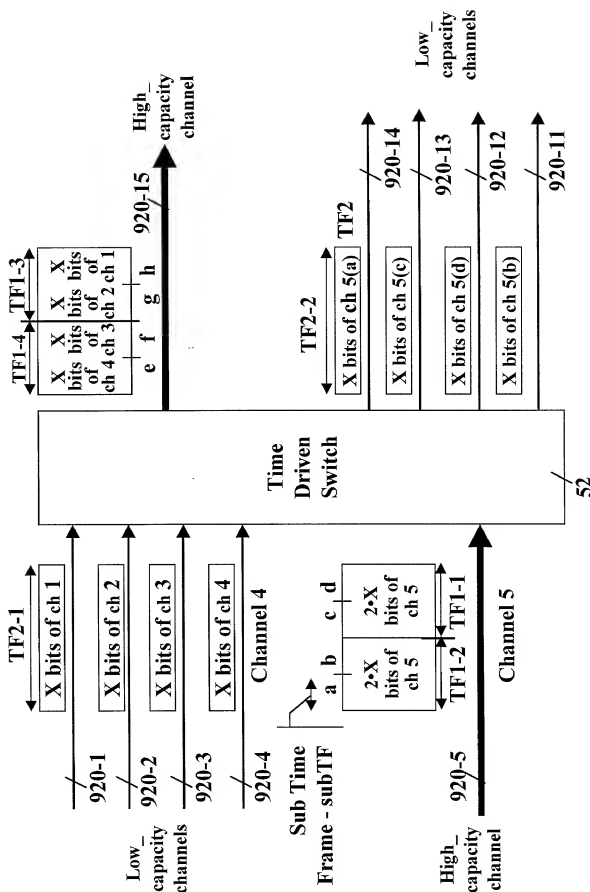 TF2-1
X bits of ch 1
X bits of ch 2
X bits of ch 3
X bits of ch 4
Channel 4
920-1
920-2
920-3
920-4
Low_
capacity
channels
Sub Time
Frame - subTF
a b
c d
2•X
bits of
ch 5
2•X
bits of
ch 5
TF1-2
TF1-1
Channel 5
920-5
High_
capacity
channel
Time
Driven
Switch
52
TF1-4
TF1-3
X X X X
bits bits bits bits
of of of of
ch 4 ch 3 ch 2 ch 1
e f g h
920-15
High_
capacity
channel
TF2-2
TF2
X bits of ch 5(a)
X bits of ch 5(c)
X bits of ch 5(d)
X bits of ch 5(b)
920-14
920-13
920-12
920-11
Low_
capacity
channels